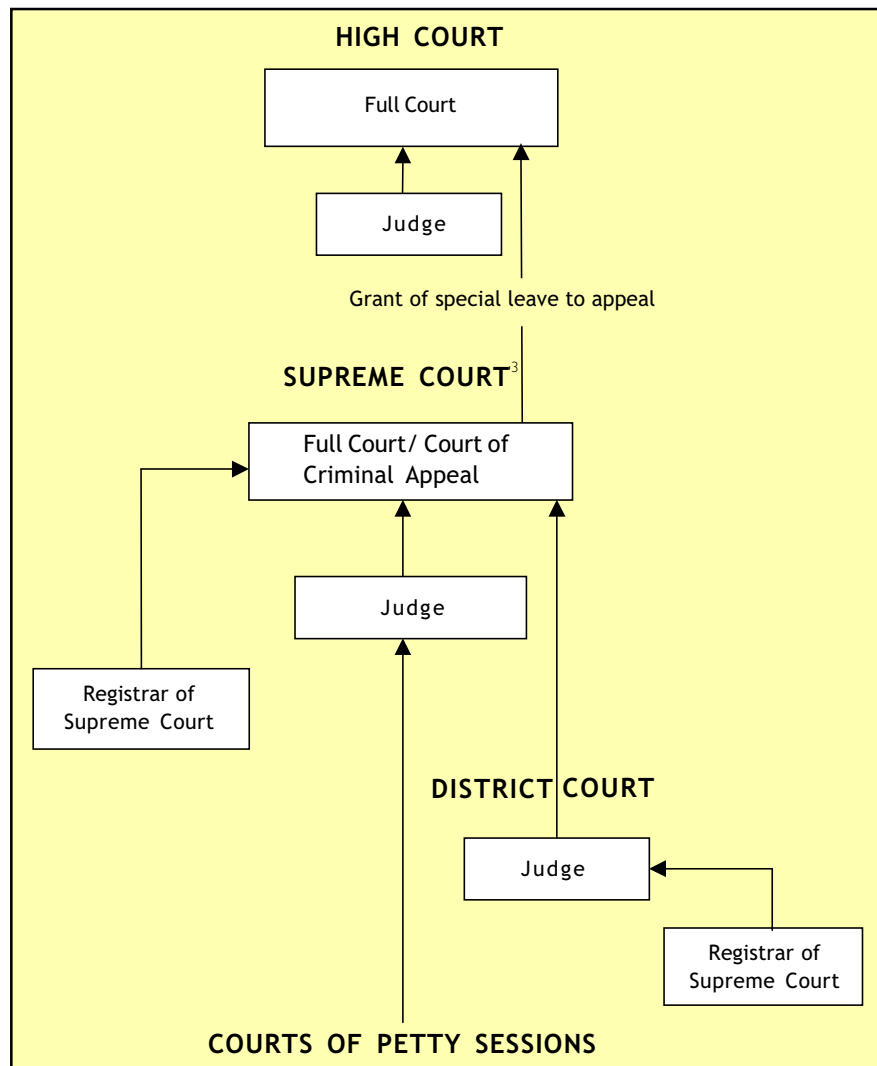 HIGH COURT
Full Court
Judge
Grant of special leave to appeal
SUPREME COURT3
Full Court/ Court of
Criminal Appeal
Judge
Registrar of
Supreme Court
DISTRICT COURT
Judge
Registrar of
Supreme Court
COURTS OF PETTY SESSIONS